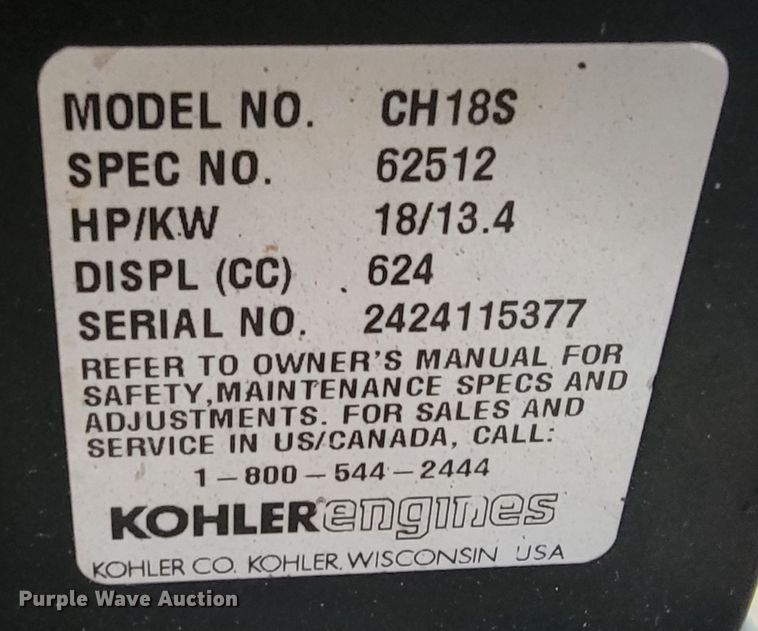 MODEL NO. CH18S
SPEC NO. 62512
HP/KW 18/13.4
DISPL (CC) 624
SERIAL NO. 2424115377
REFER TO OWNER'S MANUAL FOR
SAFETY, MAINTENANCE SPECS AND
ADJUSTMENTS. FOR SALES AND
SERVICE IN US/CANADA, CALL:
1-800-544-2444
KOHLER® engines
KOHLER CO. KOHLER, WISCONSIN USA
Purple Wave Auction